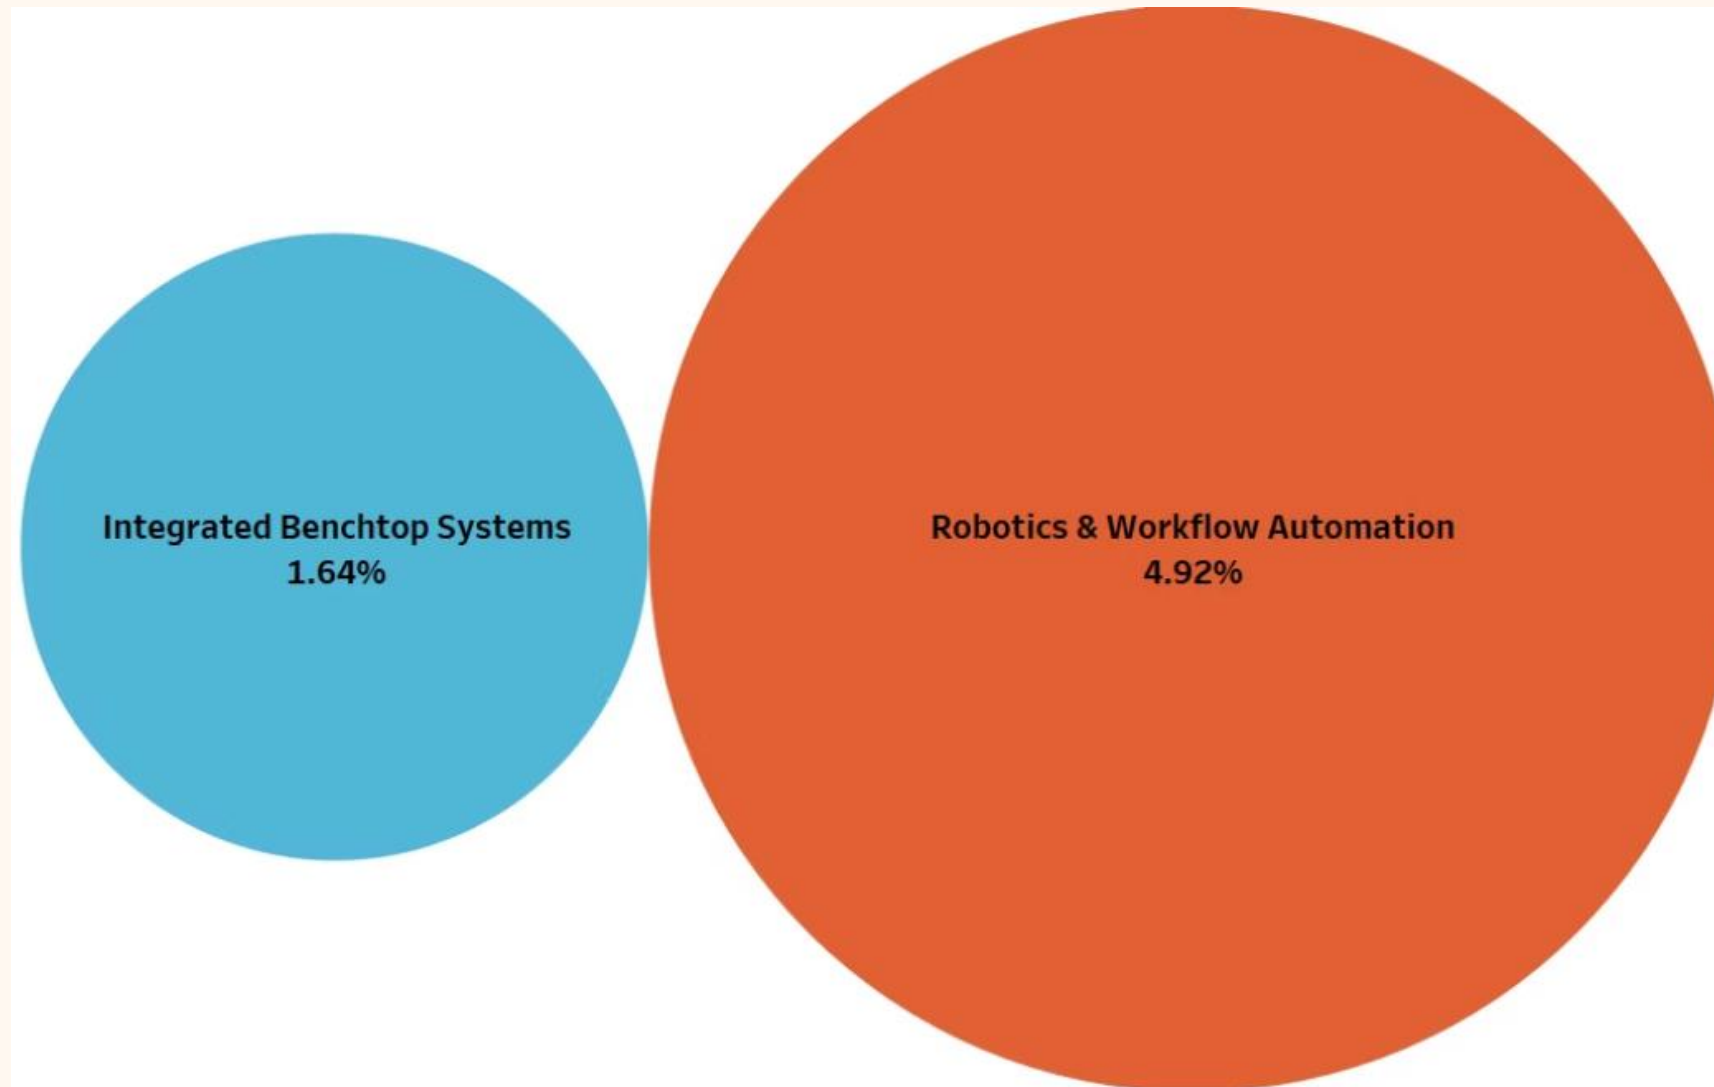 Integrated Benchtop Systems
1.64%
Robotics & Workflow Automation
4.92%